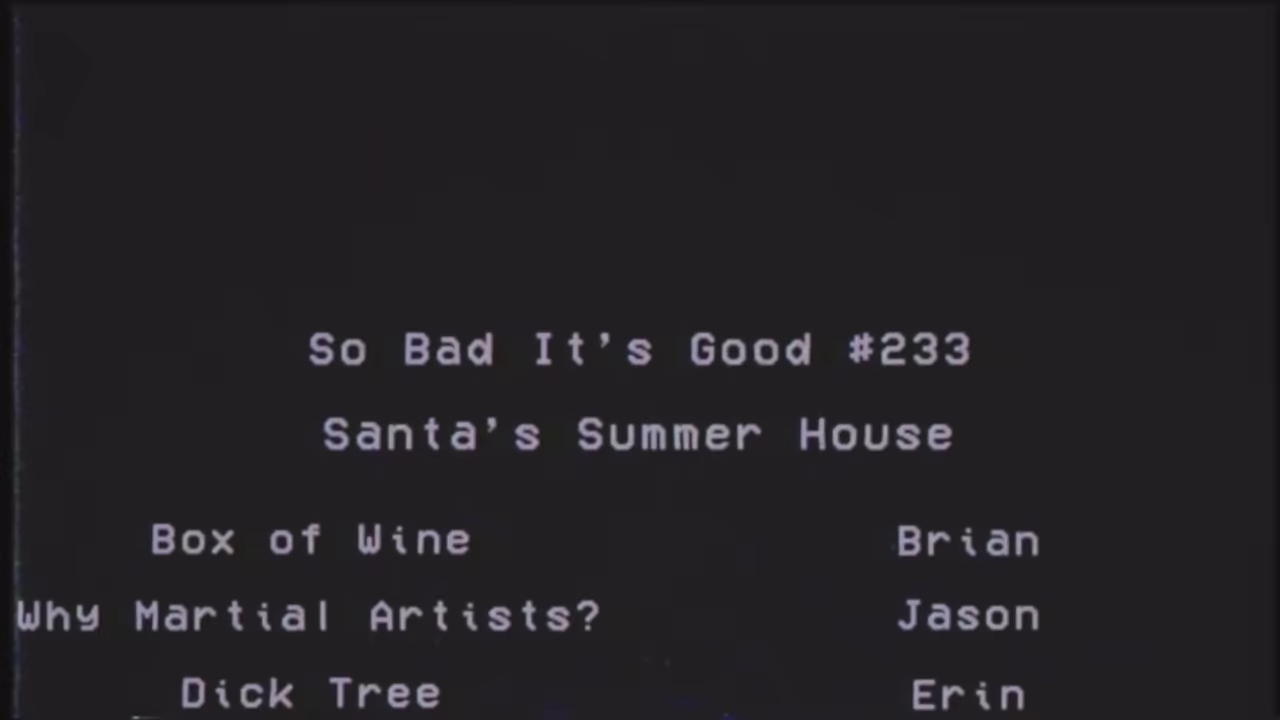 So Bad It's Good #233
Santa's Summer House
Box of Wine Brian
Why Martial Artists? Jason
Dick Tree Erin